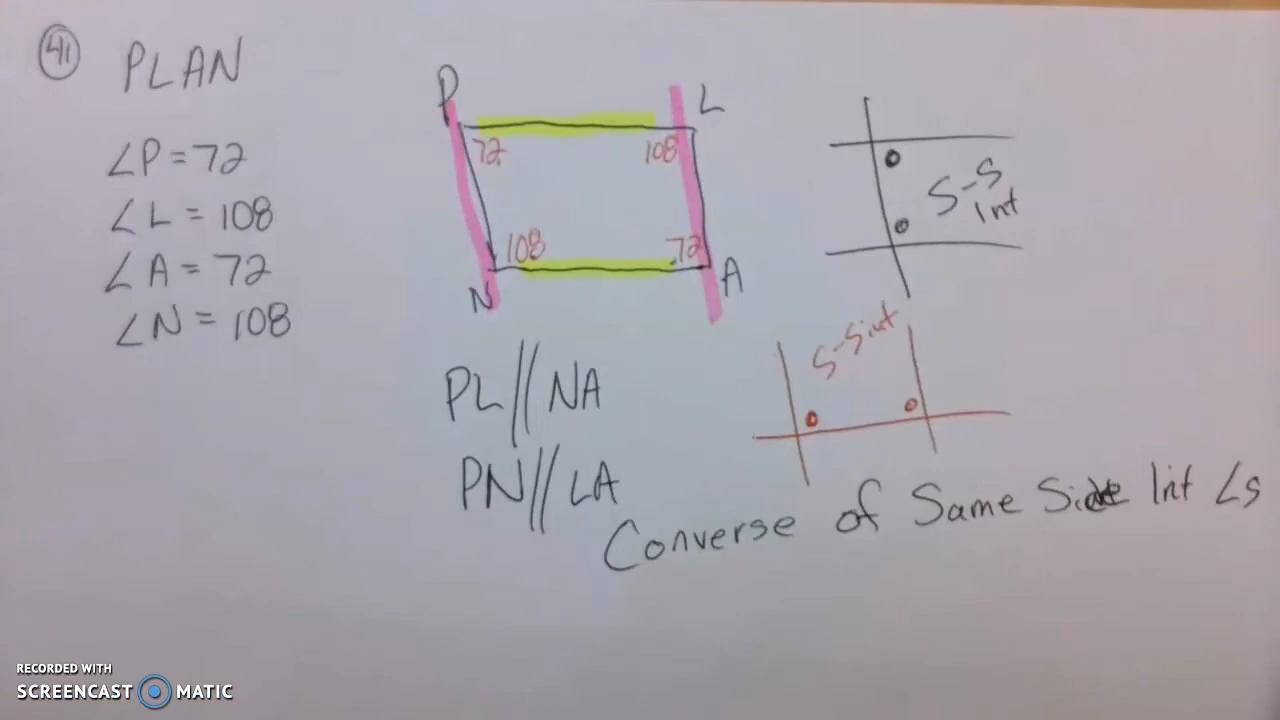 41
PLAN
∠P = 72
∠L = 108
∠A = 72
∠N = 108
P
L
72
108
108
72
N
A
S-S
Int
S-S int
PL // NA
PN // LA
Converse of Same Side Int ∠s
RECORDED WITH
SCREENCAST MATIC